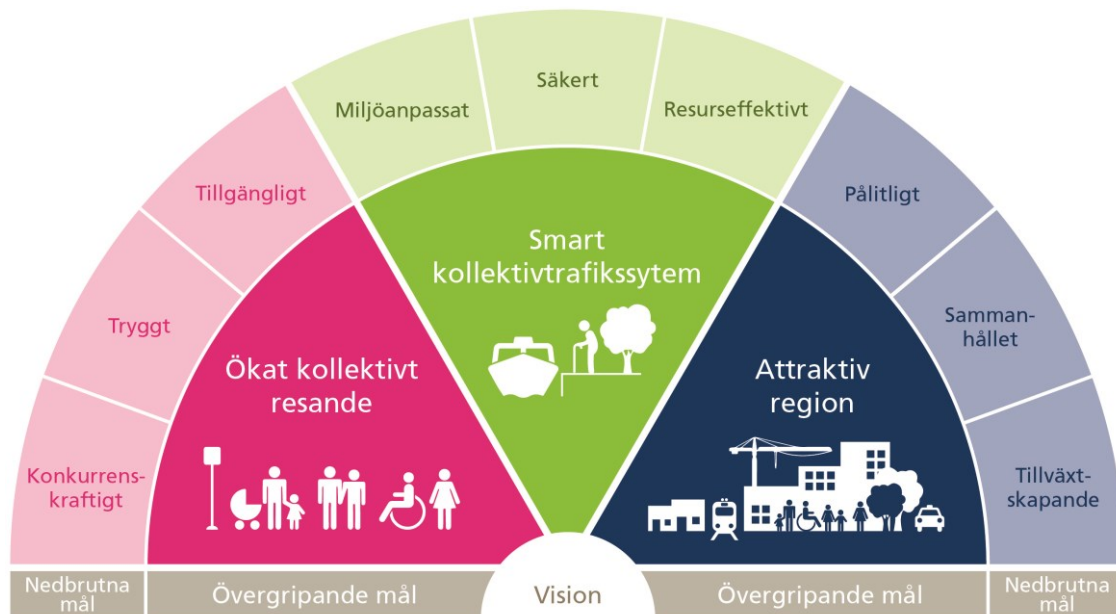 Miljöanpassat
Säkert
Resurseffektivt
Tillgängligt
Pålitligt
Smart
kollektivtrafikssytem
Tryggt
Samman-
hållet
Ökat kollektivt
resande
Attraktiv
region
Konkurrens-
kraftigt
Tillväxt-
skapande
Nedbrutna
mål
Övergripande mål
Vision
Övergripande mål
Nedbrutna
mål